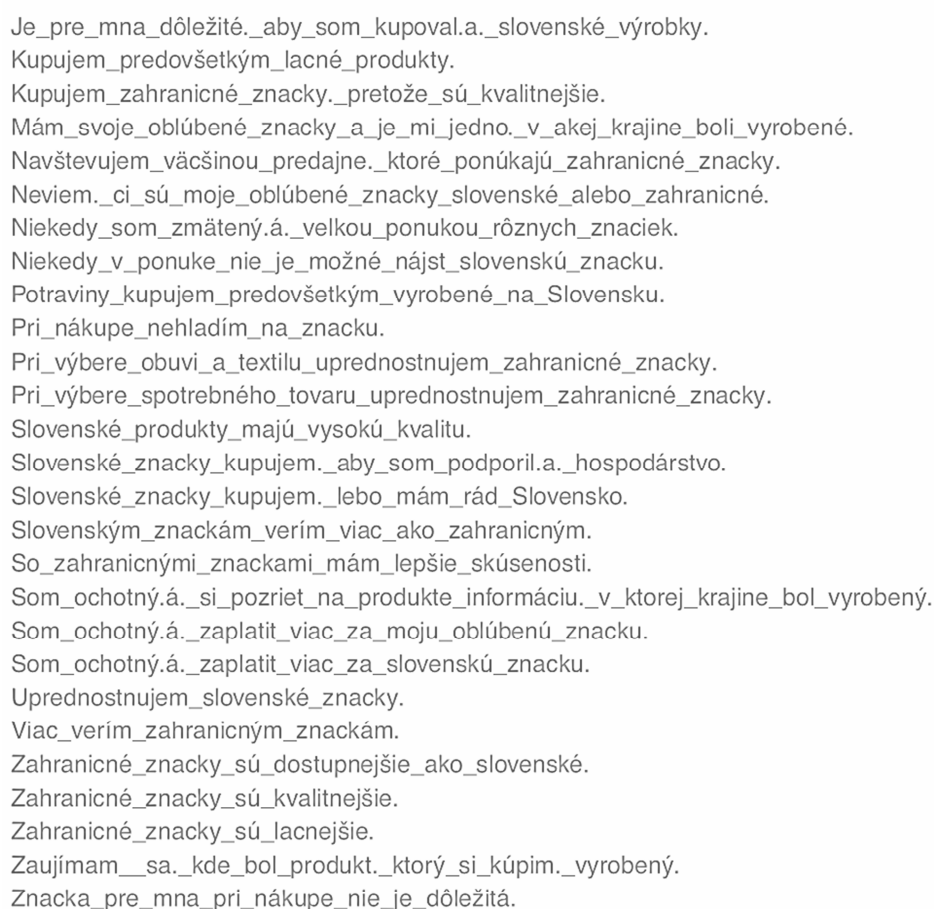 Je_pre_mna_dôležité._aby_som_kupoval.a._slovenské_výrobky.
Kupujem_predovšetkým_lacné_produkty.
Kupujem_zahranicné_znacky._pretože_sú_kvalitnejšie.
Mám_svoje_oblúbené_znacky_a_je_mi_jedno._v_akej_krajine_boli_vyrobené.
Navštevujem_väcšinou_predajne._ktoré_ponúkajú_zahranicné_znacky.
Neviem._ci_sú_moje_oblúbené_znacky_slovenské_alebo_zahranicné.
Niekedy_som_zmätený.á._velkou_ponukou_rôznych_znaciek.
Niekedy_v_ponuke_nie_je_možné_nájst_slovenskú_znacku.
Potraviny_kupujem_predovšetkým_vyrobené_na_Slovensku.
Pri_nákupe_nehladím_na_znacku.
Pri_výbere_obuvi_a_textilu_uprednostnujem_zahranicné_znacky.
Pri_výbere_spotrebného_tovaru_uprednostnujem_zahranicné_znacky.
Slovenské_produkty_majú_vysokú_kvalitu.
Slovenské_znacky_kupujem._aby_som_podporil.a._hospodárstvo.
Slovenské_znacky_kupujem._lebo_mám_rád_Slovensko.
Slovenským_znackám_verím_viac_ako_zahranicným.
So_zahranicnými_znackami_mám_lepšie_skúsenosti.
Som_ochotný.á._si_pozriet_na_produkte_informáciu._v_ktorej_krajine_bol_vyrobený.
Som_ochotný.á._zaplatit_viac_za_moju_oblúbenú_znacku.
Som_ochotný.á._zaplatit_viac_za_slovenskú_znacku.
Uprednostnujem_slovenské_znacky.
Viac_verím_zahranicným_znackám.
Zahranicné_znacky_sú_dostupnejšie_ako_slovenské.
Zahranicné_znacky_sú_kvalitnejšie.
Zahranicné_znacky_sú_lacnejšie.
Zaujímam__sa._kde_bol_produkt._ktorý_si_kúpim._vyrobený.
Znacka_pre_mna_pri_nákupe_nie_je_dôležitá.